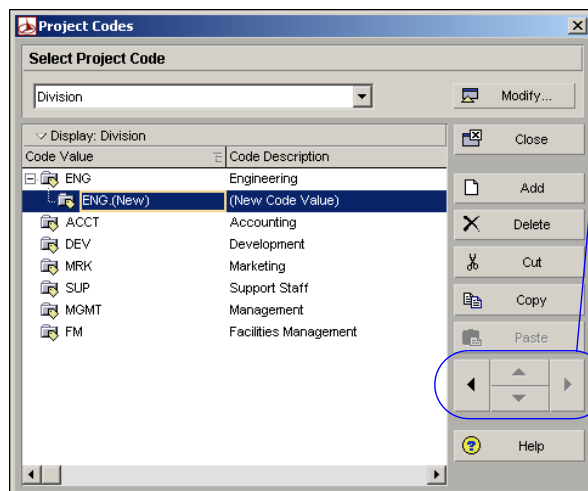 Project Codes
Select Project Code
Division
Modify...
Display: Division
Close
Code Value Code Description
ENG Engineering
Add
ENG.(New) (New Code Value)
ACCT Accounting
Delete
DEV Development
MRK Marketing
Cut
SUP Support Staff
Copy
MGMT Management
FM Facilities Management
Paste
Help